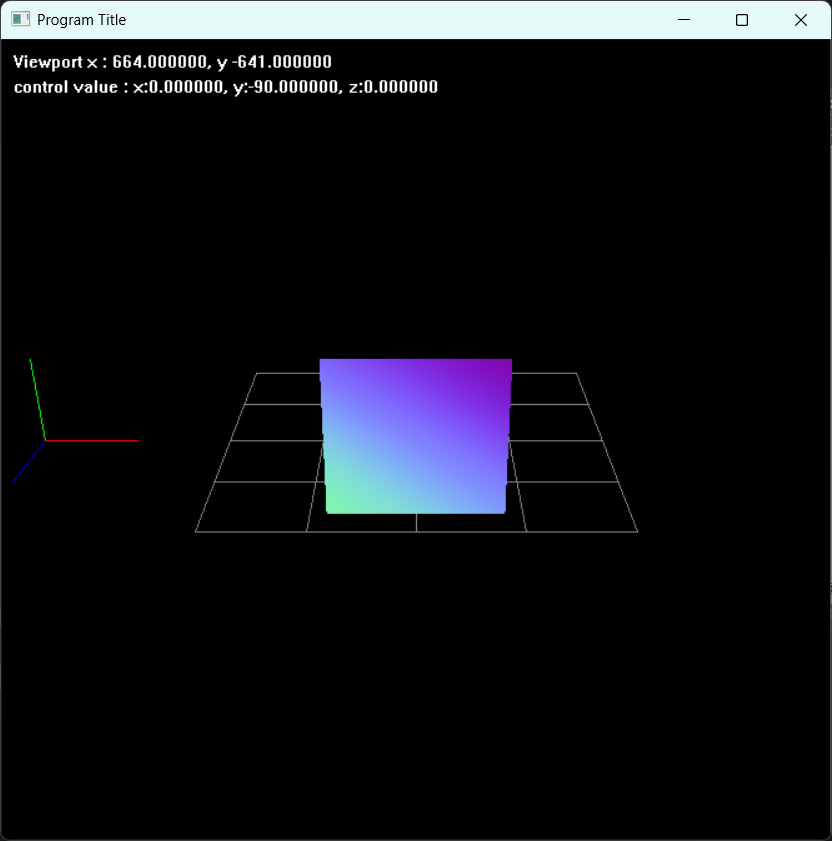 Program Title
Viewport x : 664.000000, y -641.000000
control value : x:0.000000, y:-90.000000, z:0.000000